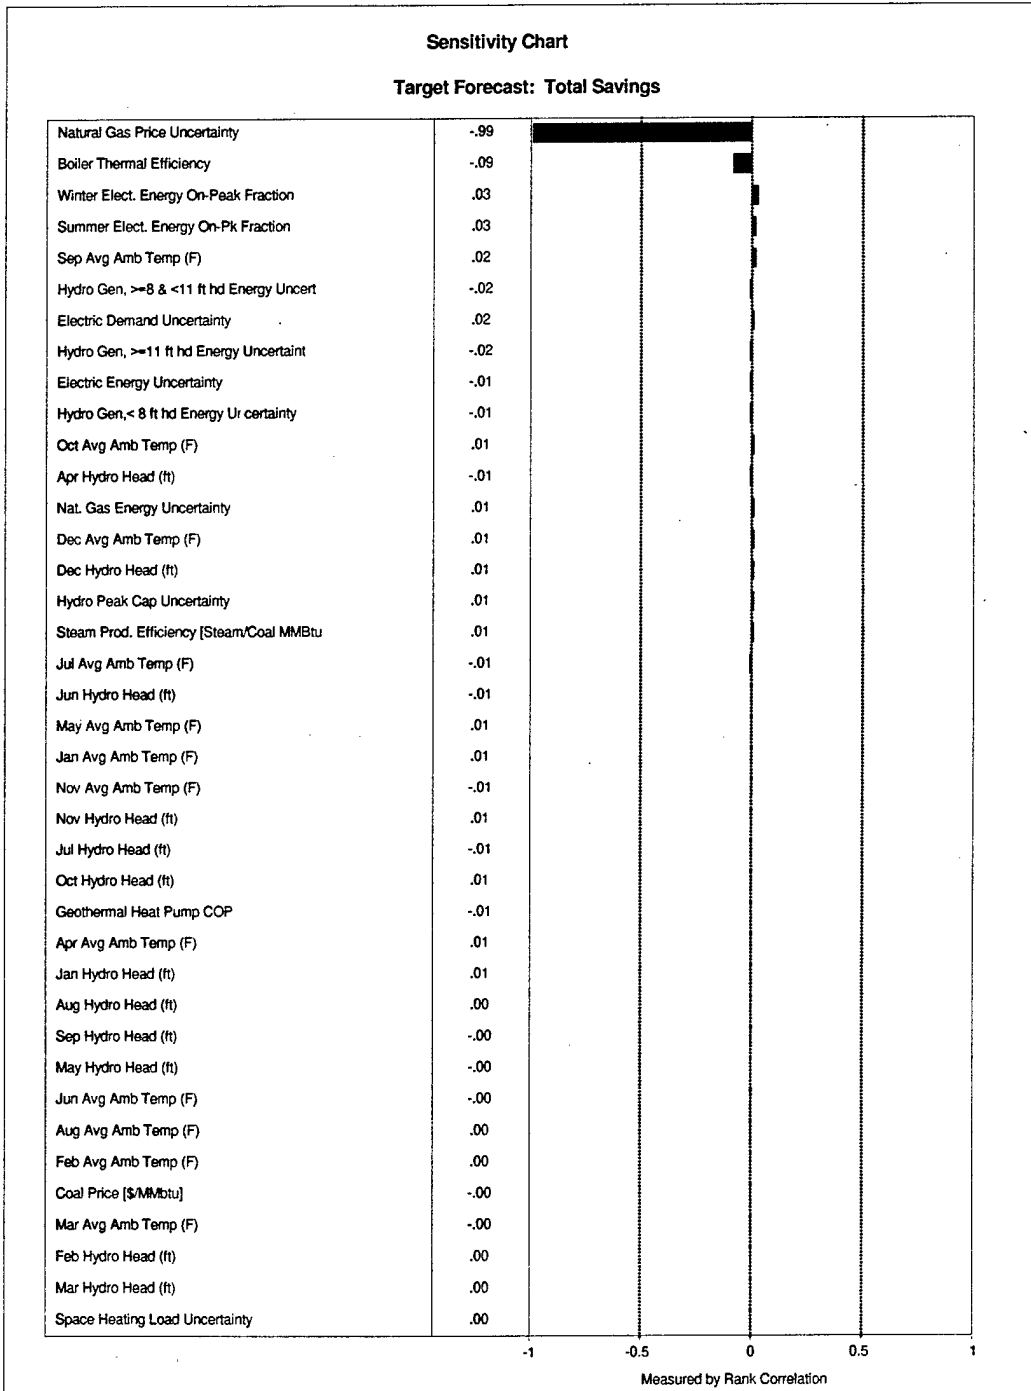 Sensitivity Chart
Target Forecast: Total Savings
Natural Gas Price Uncertainty -.99
Boiler Thermal Efficiency -.09
Winter Elect. Energy On-Peak Fraction .03
Summer Elect. Energy On-Pk Fraction .03
Sep Avg Amb Temp (F) .02
Hydro Gen, >=8 & <11 ft hd Energy Uncert -.02
Electric Demand Uncertainty .02
Hydro Gen, >=11 ft hd Energy Uncertaint -.02
Electric Energy Uncertainty -.01
Hydro Gen,< 8 ft hd Energy Ur certainty -.01
Oct Avg Amb Temp (F) .01
Apr Hydro Head (ft) -.01
Nat. Gas Energy Uncertainty .01
Dec Avg Amb Temp (F) .01
Dec Hydro Head (ft) .01
Hydro Peak Cap Uncertainty .01
Steam Prod. Efficiency [Steam/Coal MMBtu .01
Jul Avg Amb Temp (F) -.01
Jun Hydro Head (ft) -.01
May Avg Amb Temp (F) .01
Jan Avg Amb Temp (F) .01
Nov Avg Amb Temp (F) -.01
Nov Hydro Head (ft) .01
Jul Hydro Head (ft) -.01
Oct Hydro Head (ft) .01
Geothermal Heat Pump COP -.01
Apr Avg Amb Temp (F) .01
Jan Hydro Head (ft) .01
Aug Hydro Head (ft) .00
Sep Hydro Head (ft) -.00
May Hydro Head (ft) -.00
Jun Avg Amb Temp (F) -.00
Aug Avg Amb Temp (F) .00
Feb Avg Amb Temp (F) .00
Coal Price [$/MMbtu] -.00
Mar Avg Amb Temp (F) -.00
Feb Hydro Head (ft) .00
Mar Hydro Head (ft) .00
Space Heating Load Uncertainty .00
-1 -0.5 0 0.5 1
Measured by Rank Correlation